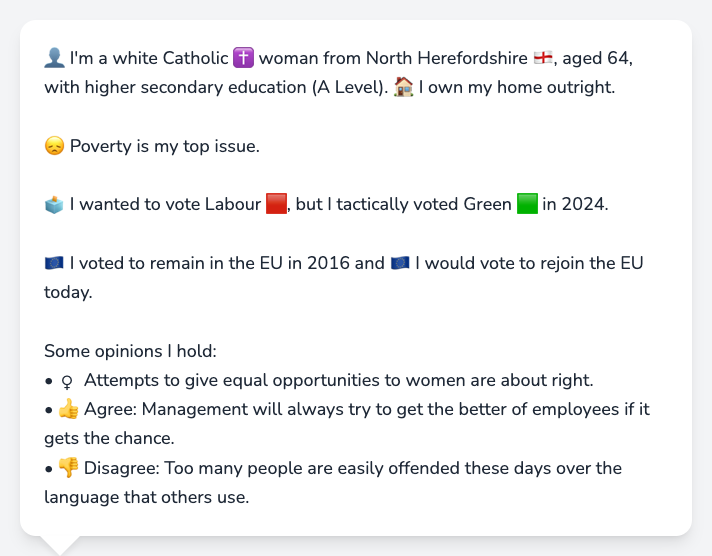 👤 I'm a white Catholic ✝️ woman from North Herefordshire 🏴󠁧󠁢󠁥󠁮󠁧󠁿, aged 64,
with higher secondary education (A Level). 🏠 I own my home outright.
😞 Poverty is my top issue.
🗳️ I wanted to vote Labour 🟥, but I tactically voted Green 🟩 in 2024.
🇪🇺 I voted to remain in the EU in 2016 and 🇪🇺 I would vote to rejoin the EU
today.
Some opinions I hold:
• ♀ Attempts to give equal opportunities to women are about right.
• 👍 Agree: Management will always try to get the better of employees if it
gets the chance.
• 👎 Disagree: Too many people are easily offended these days over the
language that others use.